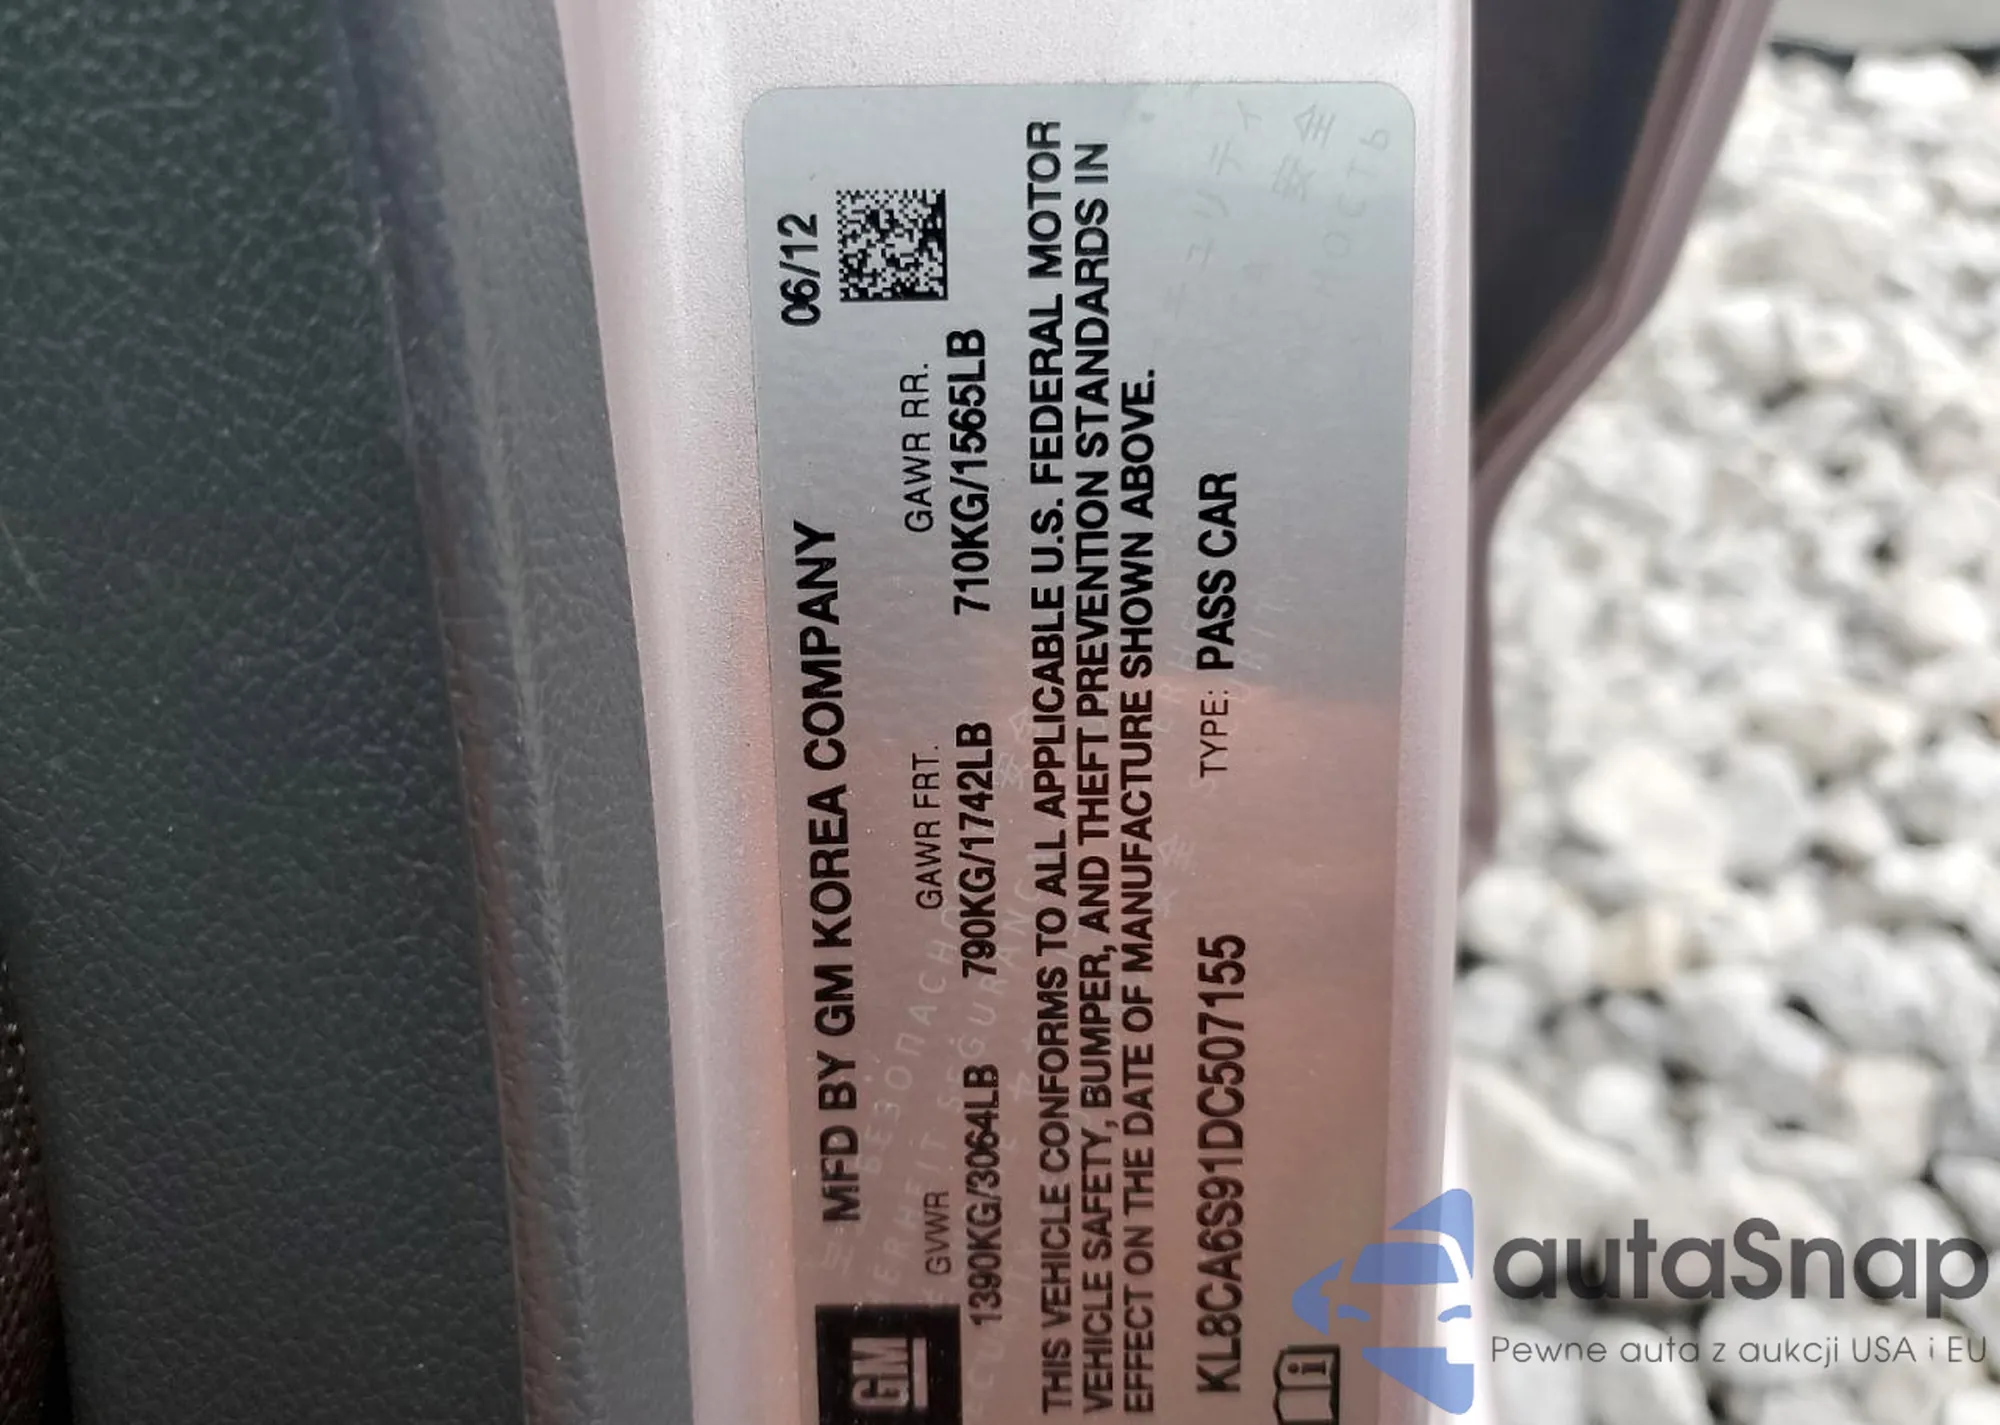 MFD BY GM KOREA COMPANY 06/12
GM
GVWR GAWR FRT. GAWR RR.
1390KG/3064LB 790KG/1742LB 710KG/1565LB
THIS VEHICLE CONFORMS TO ALL APPLICABLE U.S. FEDERAL MOTOR
VEHICLE SAFETY, BUMPER, AND THEFT PREVENTION STANDARDS IN
EFFECT ON THE DATE OF MANUFACTURE SHOWN ABOVE.
KL8CA6S91DC507155 TYPE: PASS CAR
i
autaSnap
Pewne auta z aukcji USA i EU